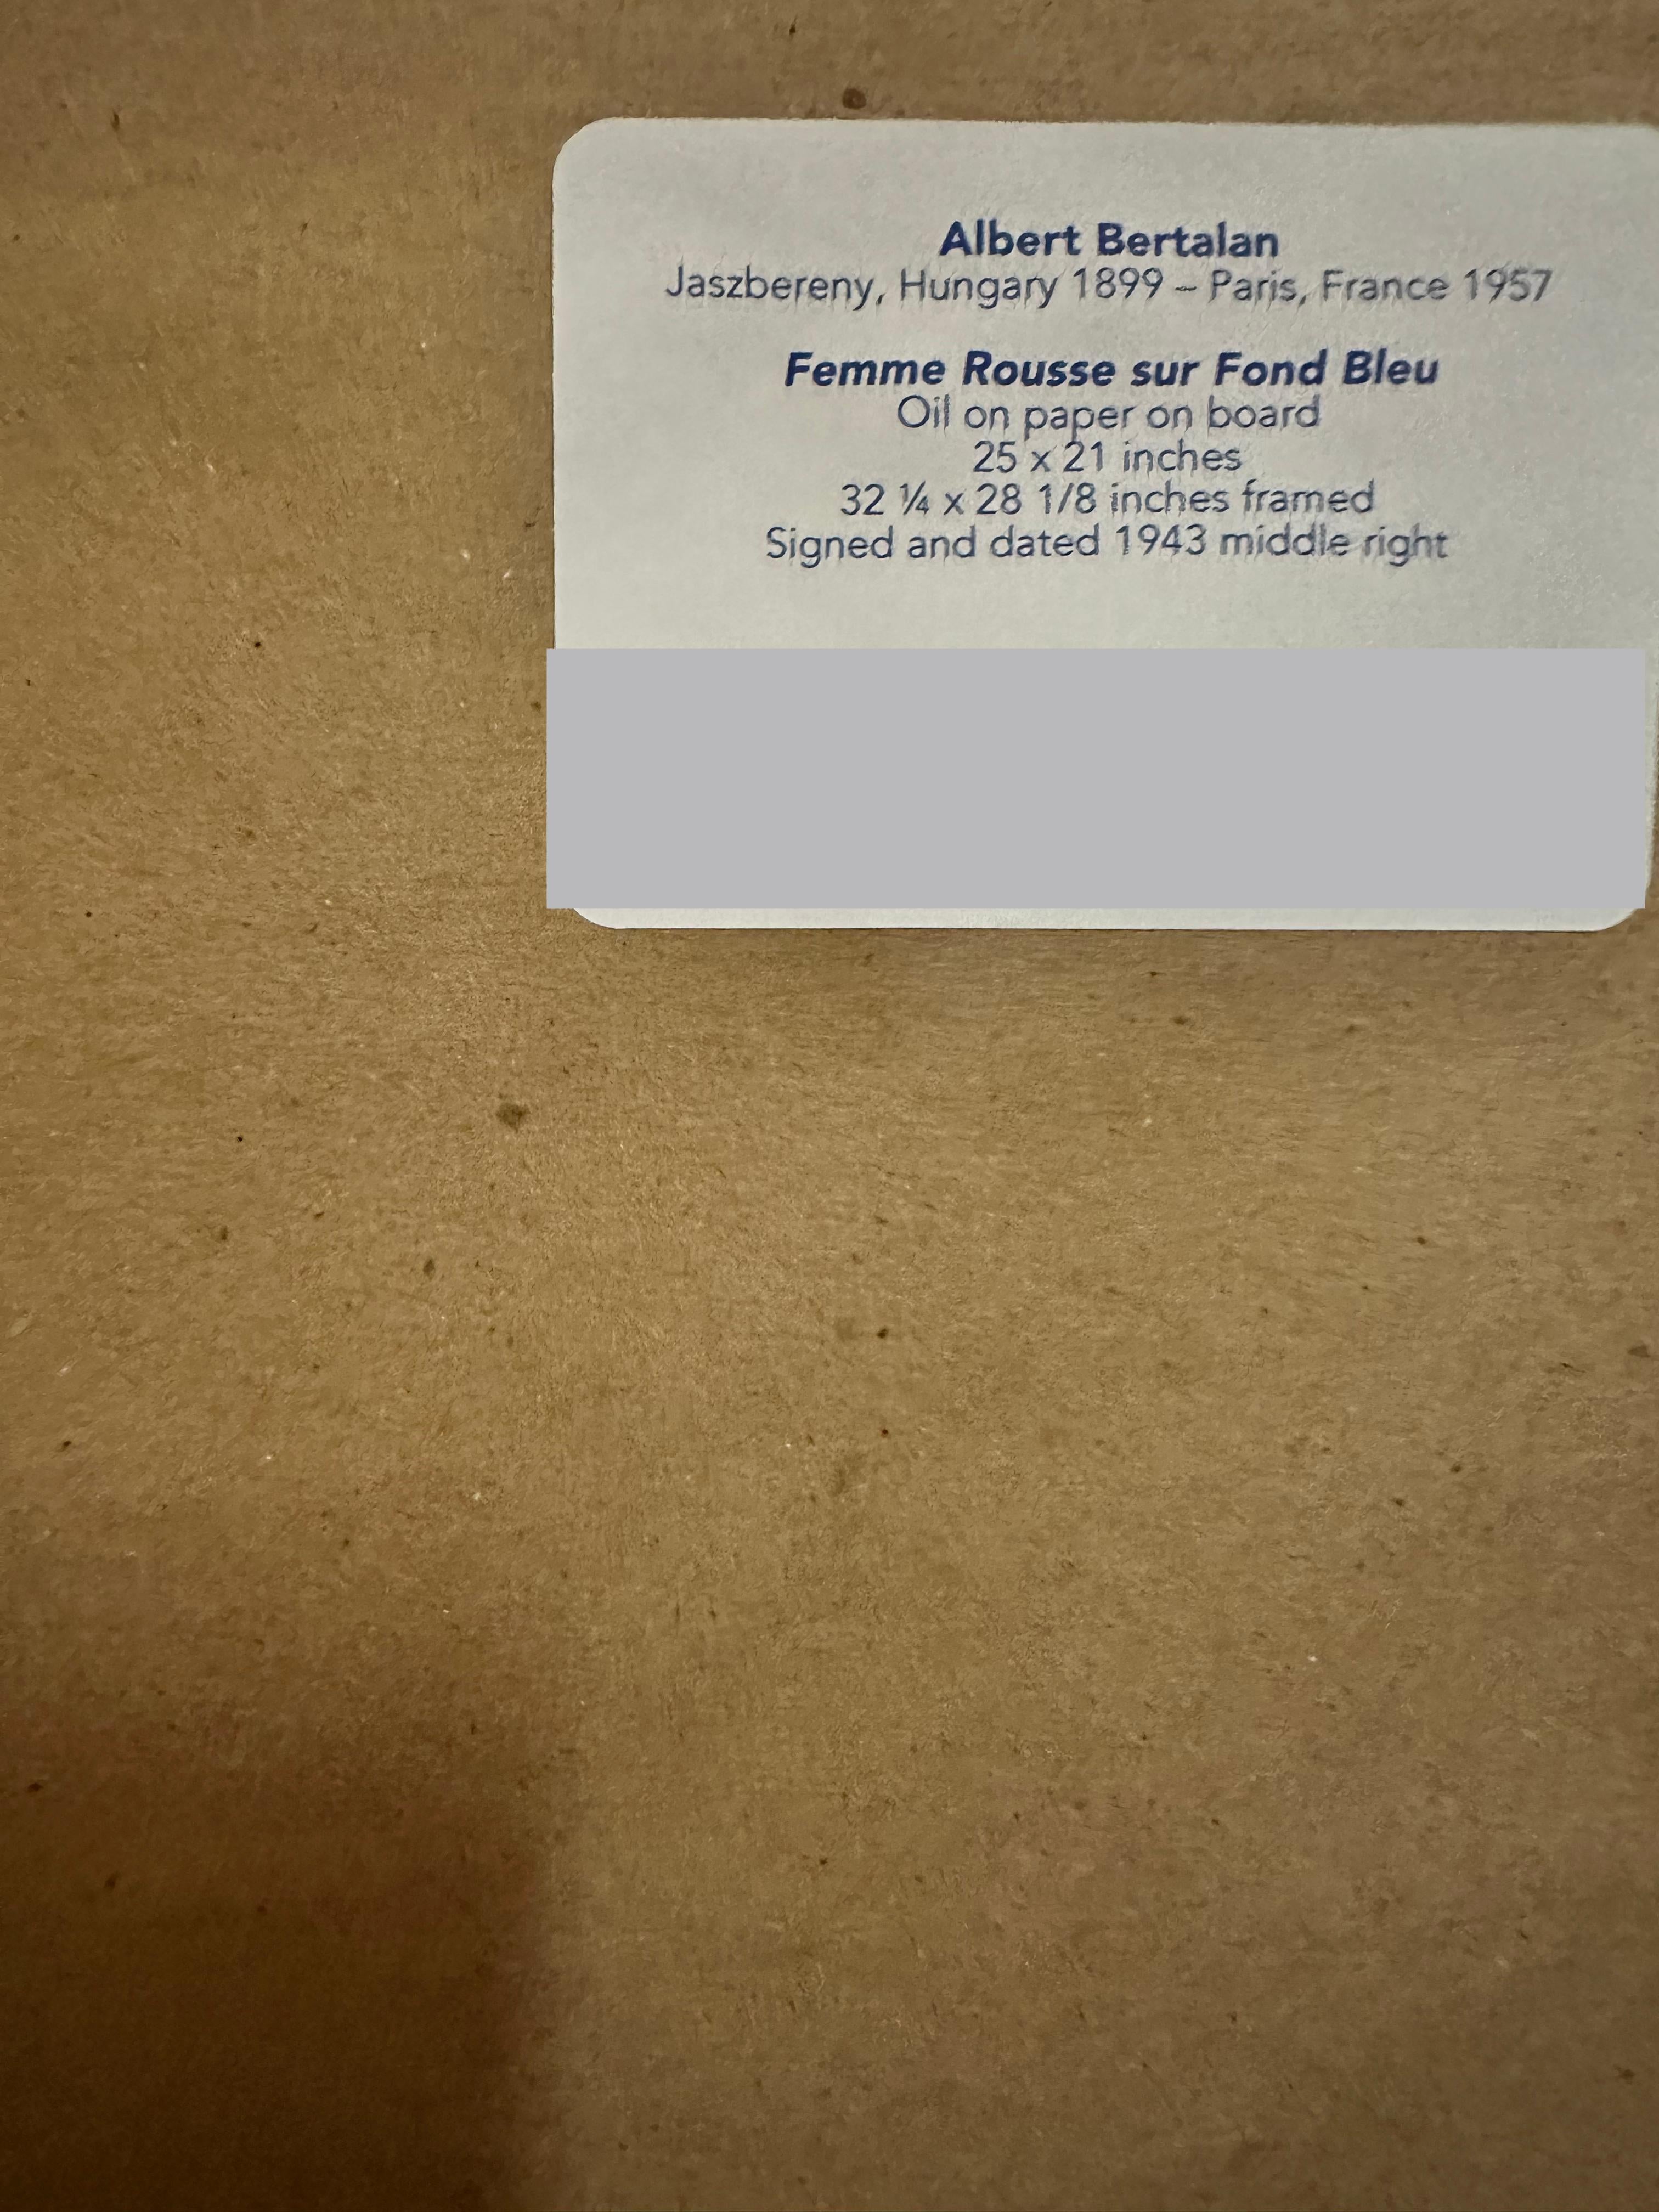 Albert Bertalan
Jaszbereny, Hungary 1899 – Paris, France 1957
Femme Rousse sur Fond Bleu
Oil on paper on board
25 x 21 inches
32 ¼ x 28 1/8 inches framed
Signed and dated 1943 middle right